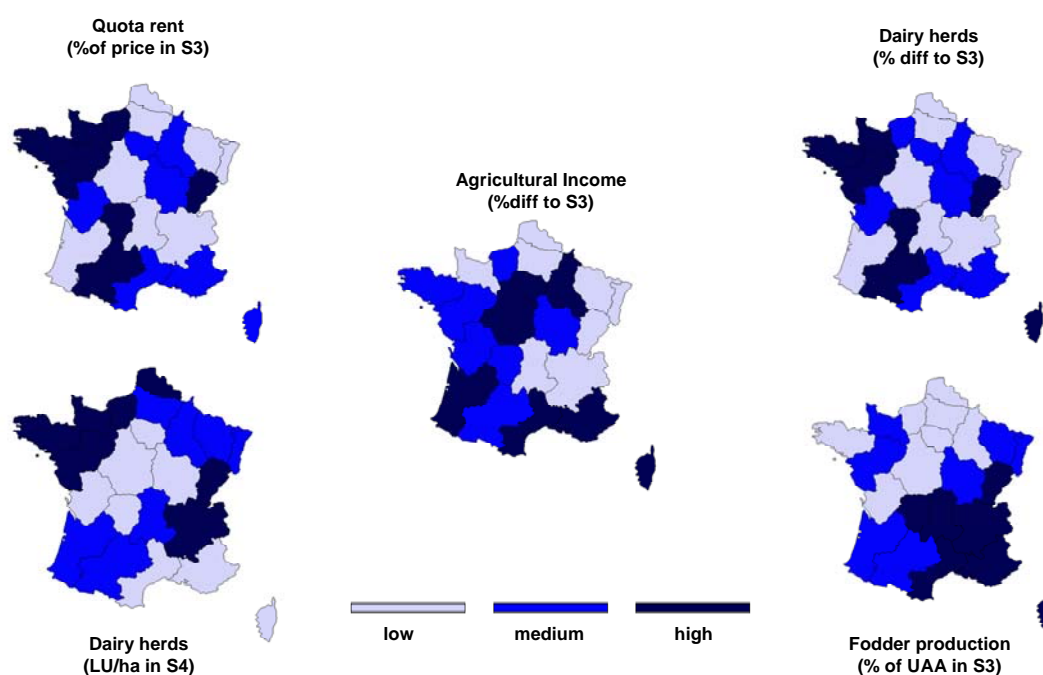 Quota rent
(%of price in S3)
Dairy herds
(% diff to S3)
Agricultural Income
(%diff to S3)
low
medium
high
Dairy herds
(LU/ha in S4)
Fodder production
(% of UAA in S3)